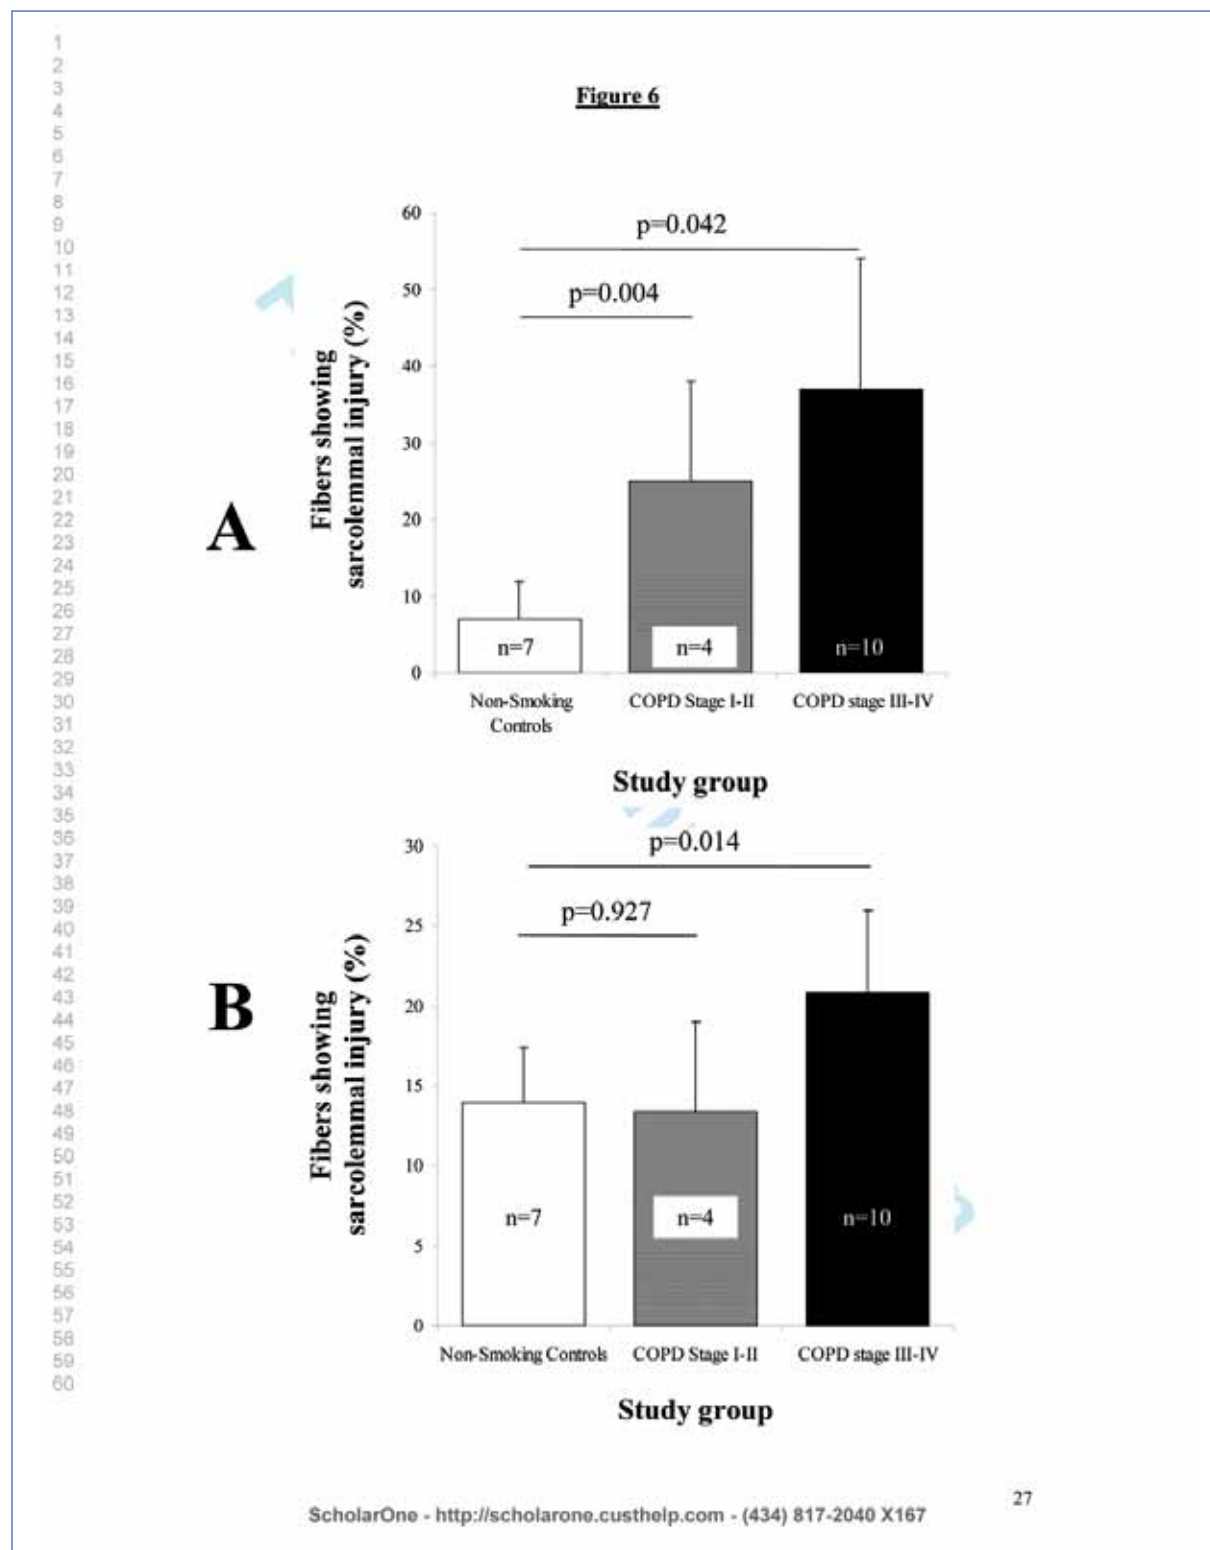 1
2
3
4
5
6
7
8
9
10
11
12
13
14
15
16
17
18
19
20
21
22
23
24
25
26
27
28
29
30
31
32
33
34
35
36
37
38
39
40
41
42
43
44
45
46
47
48
49
50
51
52
53
54
55
56
57
58
59
60
Figure 6
A
Fibers showing
sarcolemmal injury (%)
60
50
40
30
20
10
0
p=0.042
p=0.004
n=7
n=4
n=10
Non-Smoking
Controls
COPD Stage I-II
COPD stage III-IV
Study group
B
Fibers showing
sarcolemmal injury (%)
30
25
20
15
10
5
0
p=0.014
p=0.927
n=7
n=4
n=10
Non-Smoking Controls
COPD Stage I-II
COPD stage III-IV
Study group
27
ScholarOne - http://scholarone.custhelp.com - (434) 817-2040 X167